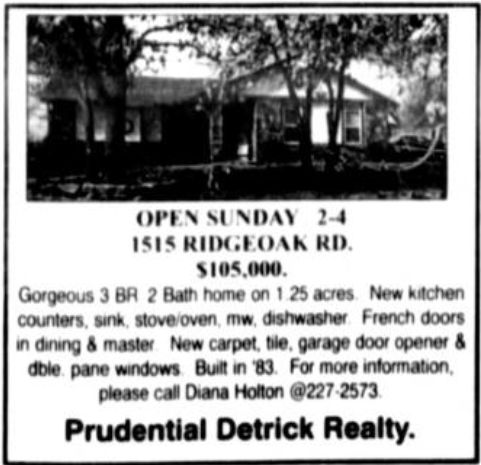 OPEN SUNDAY 2-4
1515 RIDGEOAK RD.
$105,000.
Gorgeous 3 BR 2 Bath home on 1.25 acres. New kitchen
counters, sink, stove/oven, mw, dishwasher. French doors
in dining & master. New carpet, tile, garage door opener &
dble. pane windows. Built in '83. For more information,
please call Diana Holton @227-2573.
Prudential Detrick Realty.